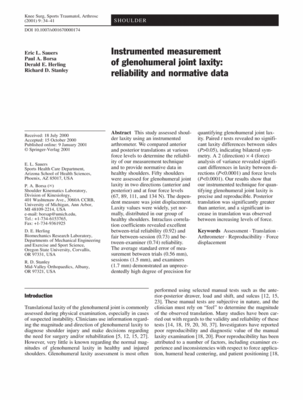 Knee Surg, Sports Traumatol, Arthrosc
(2001) 9 : 34–41
SHOULDER
DOI 10.1007/s001670000174
Eric L. Sauers
Paul A. Borsa
Derald E. Herling
Richard D. Stanley
Instrumented measurement
of glenohumeral joint laxity:
reliability and normative data
Received: 18 July 2000
Accepted: 15 October 2000
Published online: 9 January 2001
© Springer-Verlag 2001
E. L. Sauers
Sports Health Care Department,
Arizona School of Health Sciences,
Phoenix, AZ 85017, USA
P. A. Borsa
Shoulder Kinematics Laboratory,
Division of Kinesiology,
401 Washtenaw Ave., CCRB,
University of Michigan, Ann Arbor,
MI 48109-2214, USA
D. E. Herling
Biomechanics Laboratory,
Departments of Mechanical Engineering
and Exercise and Sport Science,
Oregon State University, Corvallis,
OR 97331, USA
R. D. Stanley
Mid-Valley Orthopaedics, Albany,
OR 97321, USA
Abstract This study assessed shoulder laxity using an instrumented
arthrometer. We compared anterior
and posterior translations at various
force levels to determine the reliability of our measurement technique
and to provide normative data in
healthy shoulders. Fifty shoulders
were assessed for glenohumeral joint
laxity in two directions (anterior and
posterior) and at four force levels
(67, 89, 111, and 134 N). The dependent measure was joint displacement.
Laxity values were widely, yet normally, distributed in our group of
healthy shoulders. Intraclass correlation coefficients revealed excellent
between-trial reliability (0.92) and
fair between-session (0.73) and between-examiner (0.74) reliability.
The average standard error of measurement between trials (0.56 mm),
sessions (1.5 mm), and examiners
(1.7 mm) demonstrated an unprecedentedly high degree of precision for
quantifying glenohumeral joint laxity. Paired t tests revealed no significant laxity differences between sides
(P>0.05), indicating bilateral symmetry. A 2 (direction) × 4 (force)
analysis of variance revealed significant differences in laxity between directions (P<0.0001) and force levels
(P<0.0001). Our results show that
our instrumented technique for quantifying glenohumeral joint laxity is
precise and reproducible. Posterior
translation was significantly greater
than anterior, and a significant increase in translation was observed
between increasing levels of force.
Keywords Assessment · Translation ·
Arthrometer · Reproducibility · Force
displacement
Introduction
Translational laxity of the glenohumeral joint is commonly
assessed during physical examination, especially in cases
of suspected instability. Clinicians use information regarding the magnitude and direction of glenohumeral laxity to
diagnose shoulder injury and make decisions regarding
the need for surgery and/or rehabilitation [5, 12, 15, 27].
However, very little is known regarding the normal magnitudes of glenohumeral laxity in healthy and injured
shoulders. Glenohumeral laxity assessment is most often
performed using selected manual tests such as the anterior-posterior drawer, load and shift, and sulcus [12, 15,
23]. These manual tests are subjective in nature, and the
clinician must rely on “feel” to determine the magnitude
of the observed translation. Many studies have been carried out with regards to the validity and reliability of these
tests [14, 18, 19, 20, 30, 37]. Investigators have reported
poor reproducibility and diagnostic value of the manual
laxity examination [18, 20]. Poor reproducibility has been
attributed to a number of factors, including examiner experience and inconsistencies with respect to force application, humeral head centering, and patient positioning [18,